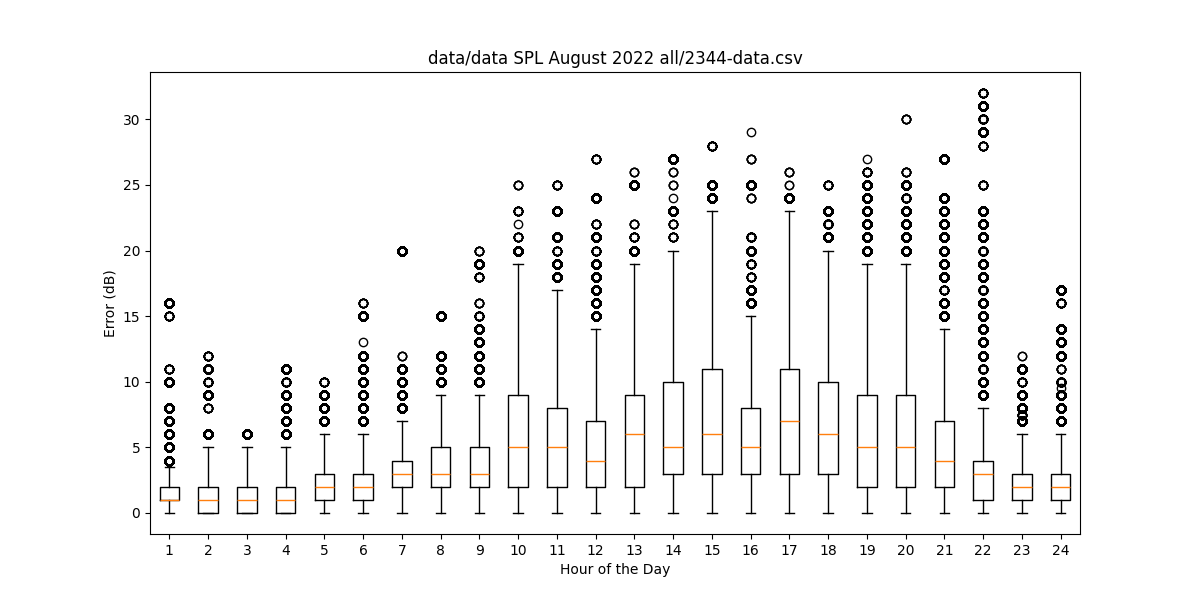 data/data SPL August 2022 all/2344-data.csv
Error (dB)
30
25
20
15
10
5
0
1 2 3 4 5 6 7 8 9 10 11 12 13 14 15 16 17 18 19 20 21 22 23 24
Hour of the Day